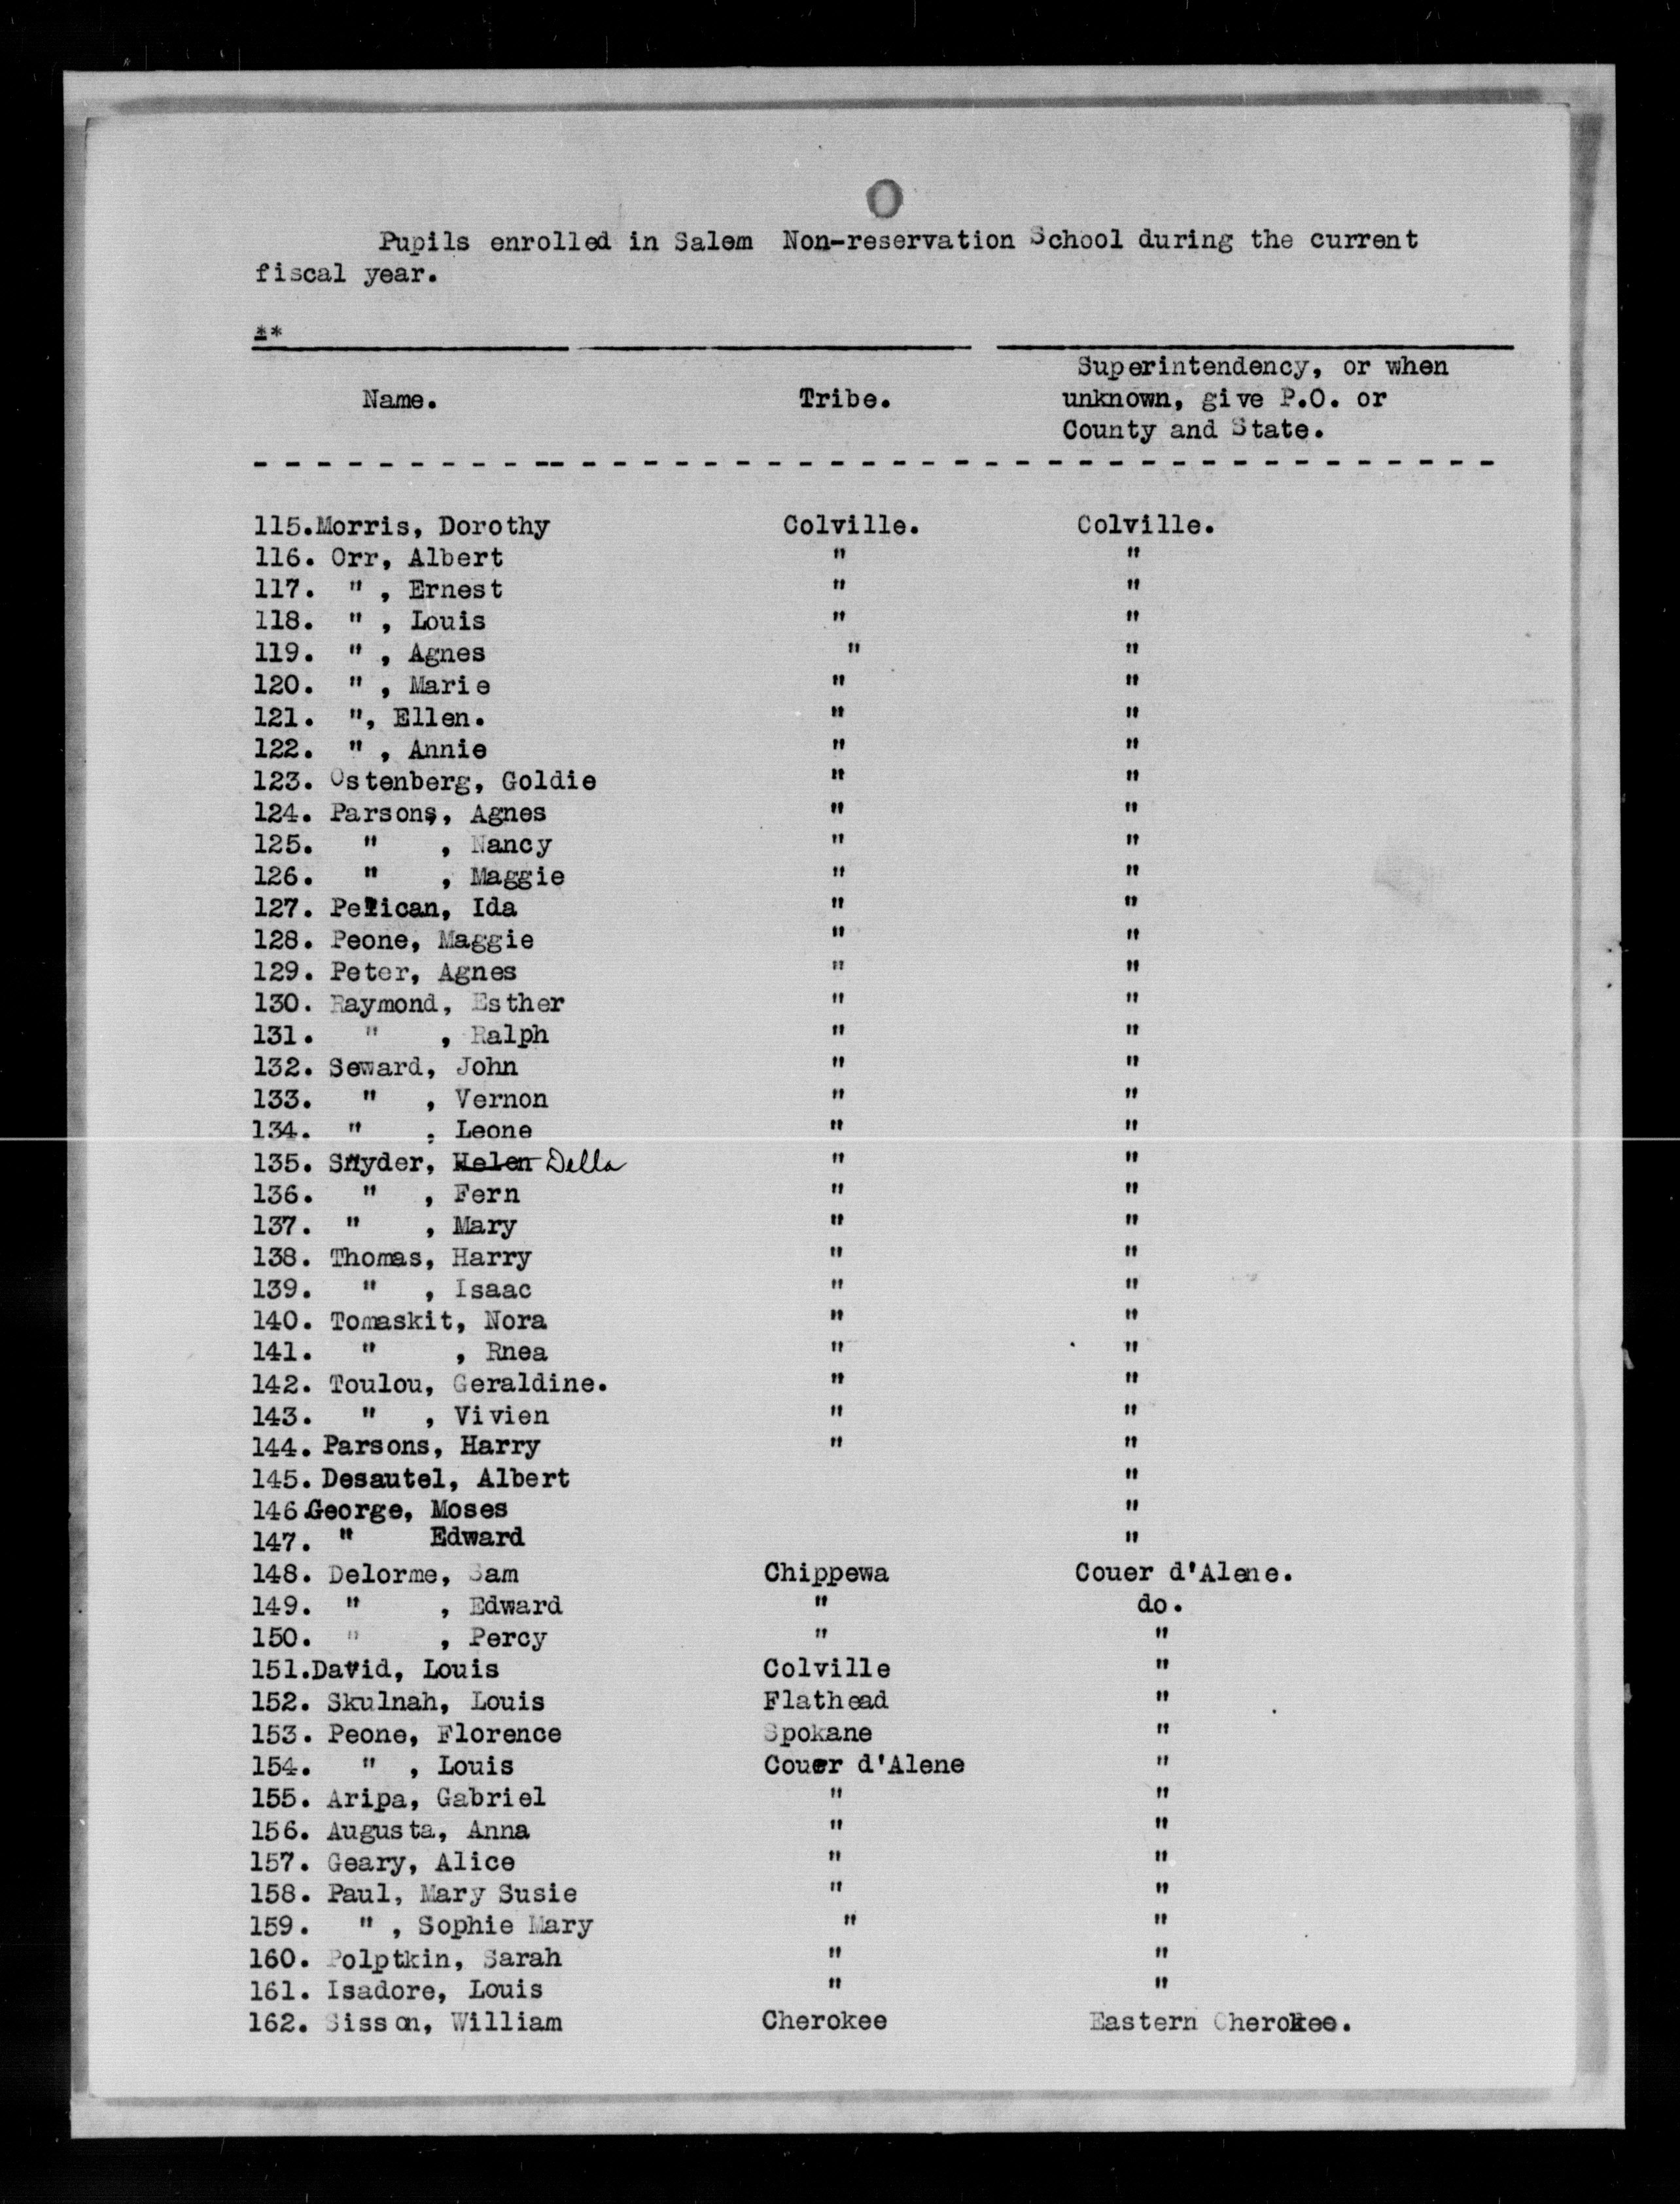 Pupils enrolled in Salem Non-reservation School during the current
fiscal year.
**
Name. Tribe. Superintendency, or when
unknown, give P.O. or
County and State.
- - - - - - - - - - - - - - - - - - - - - - - - - - - - - - - - - - - - - - - -
115.Morris, Dorothy Colville. Colville.
116. Orr, Albert " "
117. " , Ernest " "
118. " , Louis " "
119. " , Agnes " "
120. " , Marie " "
121. ", Ellen. " "
122. " , Annie " "
123. Ostenberg, Goldie " "
124. Parsons, Agnes " "
125. " , Nancy " "
126. " , Maggie " "
127. Pelican, Ida " "
128. Peone, Maggie " "
129. Peter, Agnes " "
130. Raymond, Esther " "
131. " , Ralph " "
132. Seward, John " "
133. " , Vernon " "
134. " , Leone " "
135. Snyder, Helen Della " "
136. " , Fern " "
137. " , Mary " "
138. Thomas, Harry " "
139. " , Isaac " "
140. Tomaskit, Nora " "
141. " , Rnea " "
142. Toulou, Geraldine. " "
143. " , Vivien " "
144. Parsons, Harry " "
145. Desautel, Albert "
146.George, Moses "
147. " Edward "
148. Delorme, Sam Chippewa Couer d'Alene.
149. " , Edward " do.
150. " , Percy " "
151.David, Louis Colville "
152. Skulnah, Louis Flathead "
153. Peone, Florence Spokane "
154. " , Louis Couer d'Alene "
155. Aripa, Gabriel " "
156. Augusta, Anna " "
157. Geary, Alice " "
158. Paul, Mary Susie " "
159. " , Sophie Mary " "
160. Polptkin, Sarah " "
161. Isadore, Louis " "
162. Sisson, William Cherokee Eastern Cherokee.